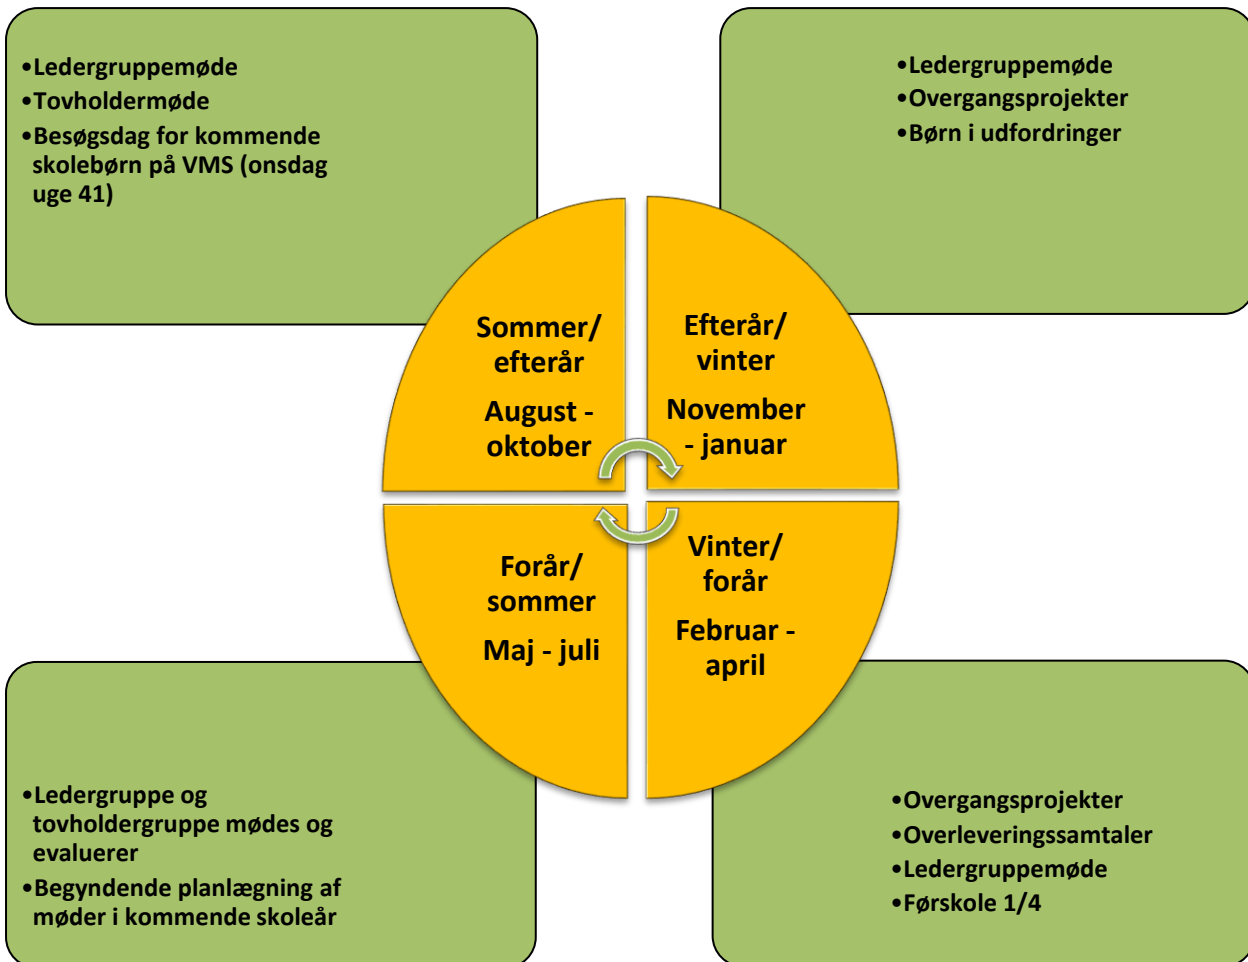 •Ledergruppemøde
•Tovholdermøde
•Besøgsdag for kommende
skolebørn på VMS (onsdag
uge 41)
•Ledergruppemøde
•Overgangsprojekter
•Børn i udfordringer
Sommer/
efterår
August -
oktober
Efterår/
vinter
November
- januar
Forår/
sommer
Maj - juli
Vinter/
forår
Februar -
april
•Ledergruppe og
tovholdergruppe mødes og
evaluerer
•Begyndende planlægning af
møder i kommende skoleår
•Overgangsprojekter
•Overleveringssamtaler
•Ledergruppemøde
•Førskole 1/4